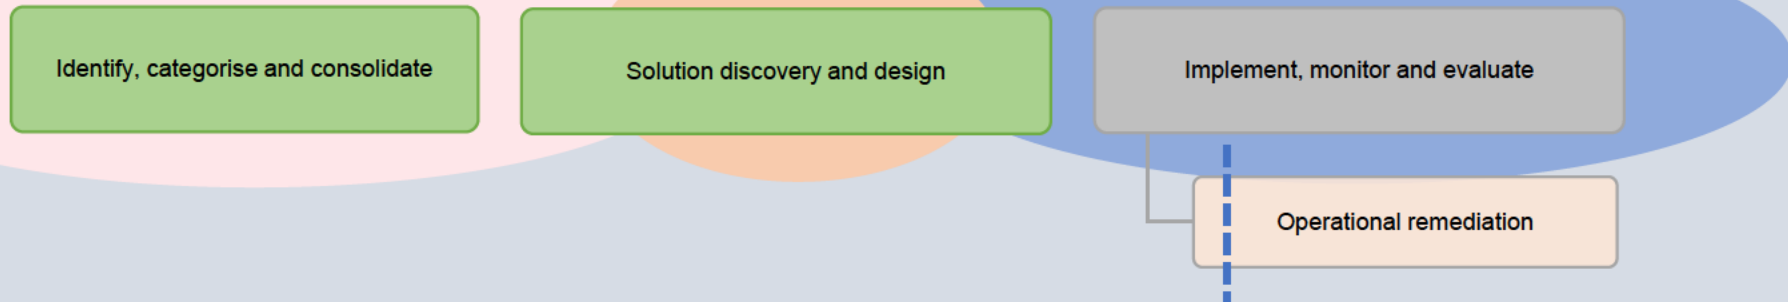 Identify, categorise and consolidate
Solution discovery and design
Implement, monitor and evaluate
Operational remediation